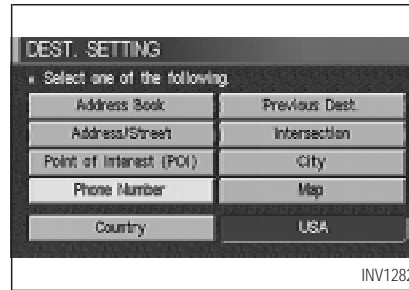 DEST. SETTING
Select one of the following.
Address Book Previous Dest.
Address/Street Intersection
Point of Interest (POI) City
Phone Number Map
Country USA
INV1282